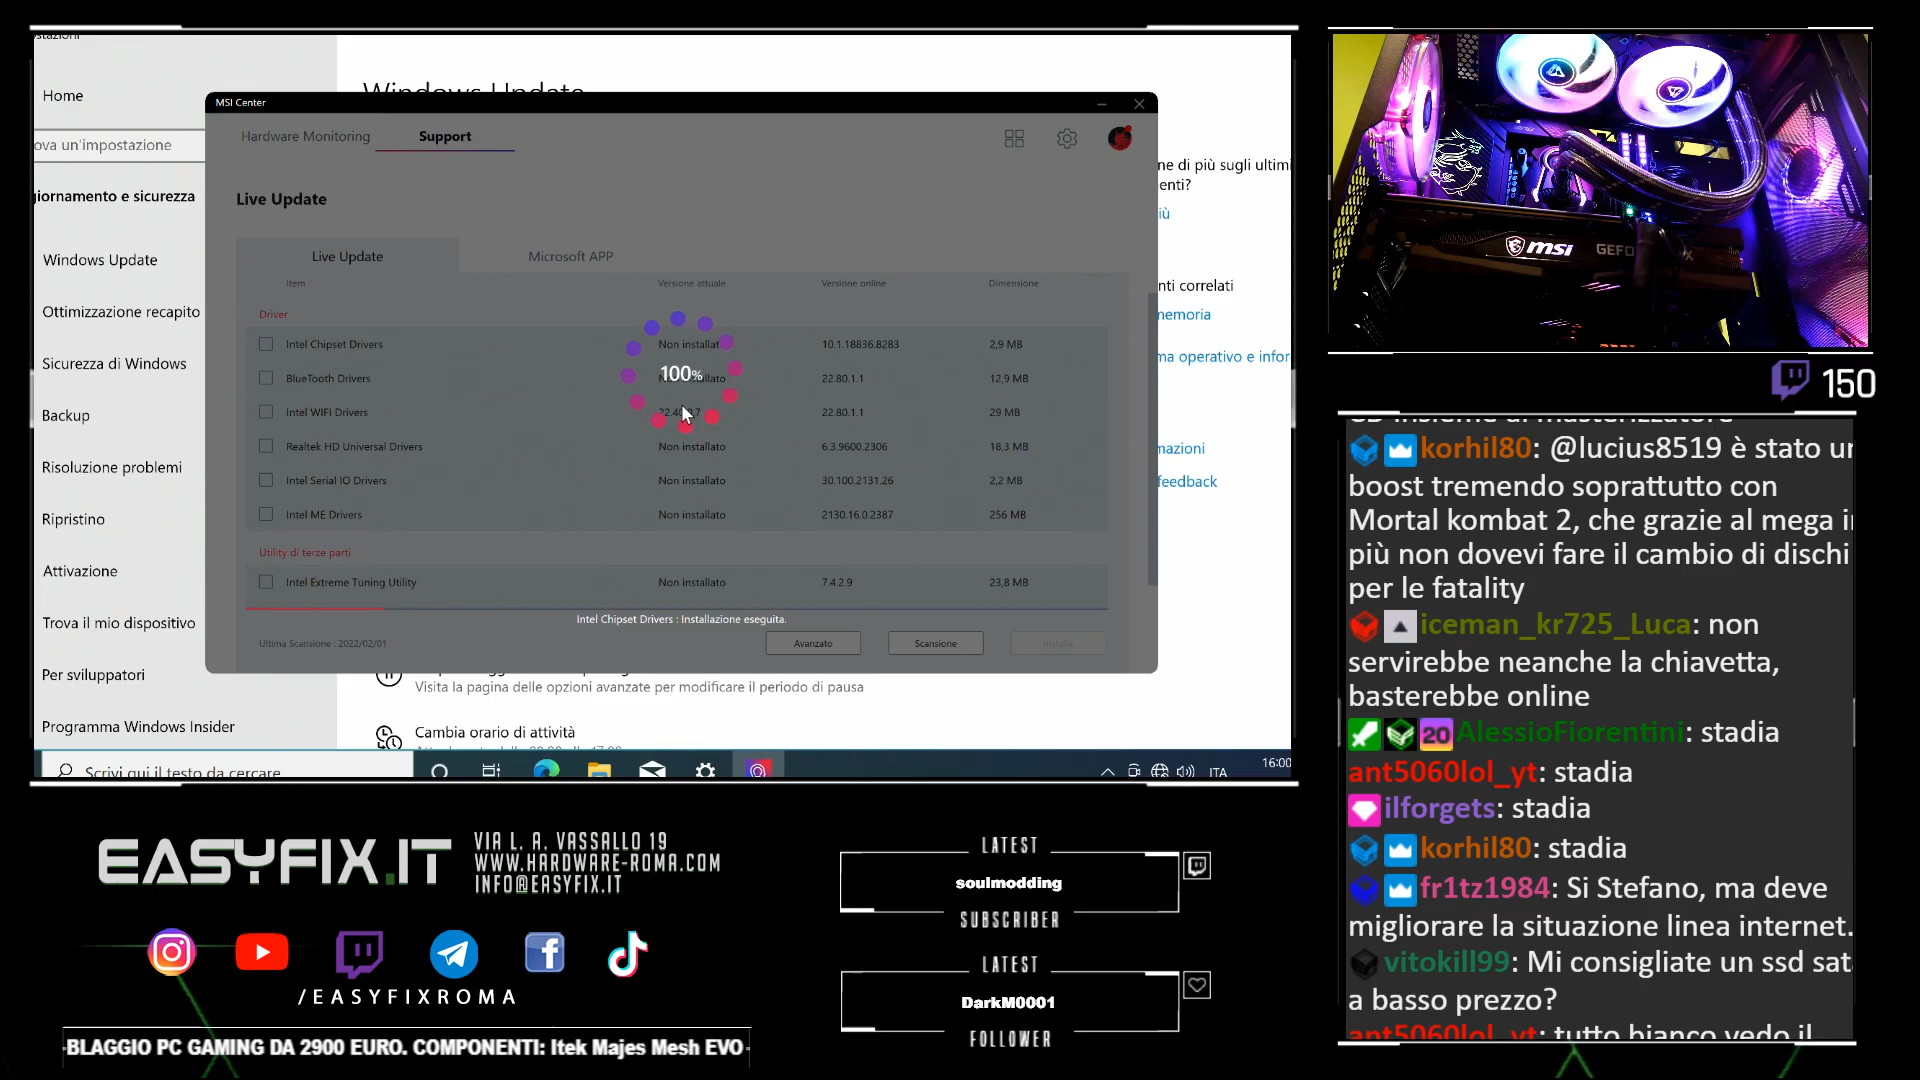 Home
ova un'impostazione
giornamento e sicurezza
Windows Update
Ottimizzazione recapito
Sicurezza di Windows
Backup
Risoluzione problemi
Ripristino
Attivazione
Trova il mio dispositivo
Per sviluppatori
Programma Windows Insider
Windows Update
MSI Center
Hardware Monitoring
Support
Live Update
Live Update
Microsoft APP
Item Versione attuale Versione online Dimensione
Driver
Intel Chipset Drivers Non installato 10.1.18836.8283 2,9 MB
BlueTooth Drivers 22.80.1.1 12,9 MB
100%
Intel WIFI Drivers 22.80.1.1 29 MB
Realtek HD Universal Drivers Non installato 6.3.9600.2306 18,3 MB
Intel Serial IO Drivers Non installato 30.100.2131.26 2,2 MB
Intel ME Drivers Non installato 2130.16.0.2387 256 MB
Utility di terze parti
Intel Extreme Tuning Utility Non installato 7.4.2.9 23,8 MB
Intel Chipset Drivers : Installazione eseguita.
Ultima Scansione : 2022/02/01
Avanzato
Scansione
Installa
ne di più sugli ultimi
enti?
iù
nti correlati
memoria
ma operativo e infor
mazioni
feedback
Visita la pagina delle opzioni avanzate per modificare il periodo di pausa
Cambia orario di attività
Scrivi qui il testo da cercare
ITA
16:00
msi GEFO
150
korhil80: @lucius8519 è stato un
boost tremendo soprattutto con
Mortal kombat 2, che grazie al mega i
più non dovevi fare il cambio di dischi
per le fatality
iceman_kr725_Luca: non
servirebbe neanche la chiavetta,
basterebbe online
20 AlessioFiorentini: stadia
ant5060lol_yt: stadia
ilforgets: stadia
korhil80: stadia
fr1tz1984: Si Stefano, ma deve
migliorare la situazione linea internet.
vitokill99: Mi consigliate un ssd sat
a basso prezzo?
ant5060lol_yt: tutto bianco vedo il
EASYFIX.IT
VIA L. A. VASSALLO 19
WWW.HARDWARE-ROMA.COM
INFO@EASYFIX.IT
/EASYFIXROMA
BLAGGIO PC GAMING DA 2900 EURO. COMPONENTI: Itek Majes Mesh EVO
LATEST
soulmodding
SUBSCRIBER
LATEST
DarkM0001
FOLLOWER